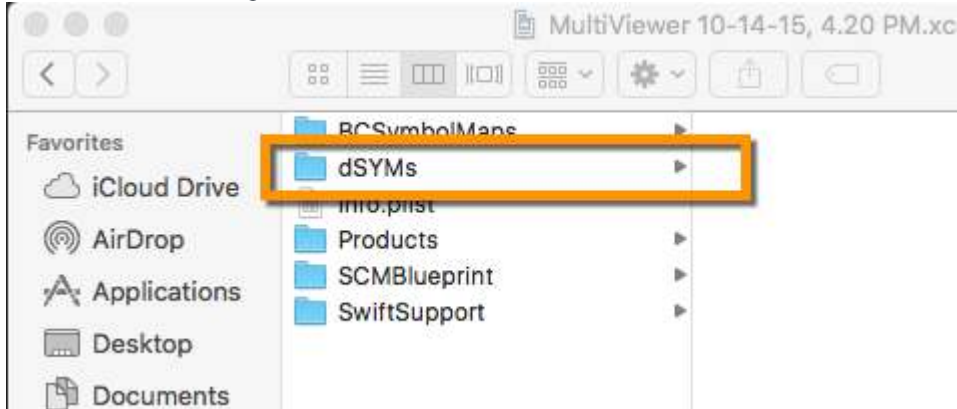 MultiViewer 10-14-15, 4.20 PM.xc
Favorites
iCloud Drive
AirDrop
Applications
Desktop
Documents
BCSymbolMaps
dSYMs
Info.plist
Products
SCMBlueprint
SwiftSupport